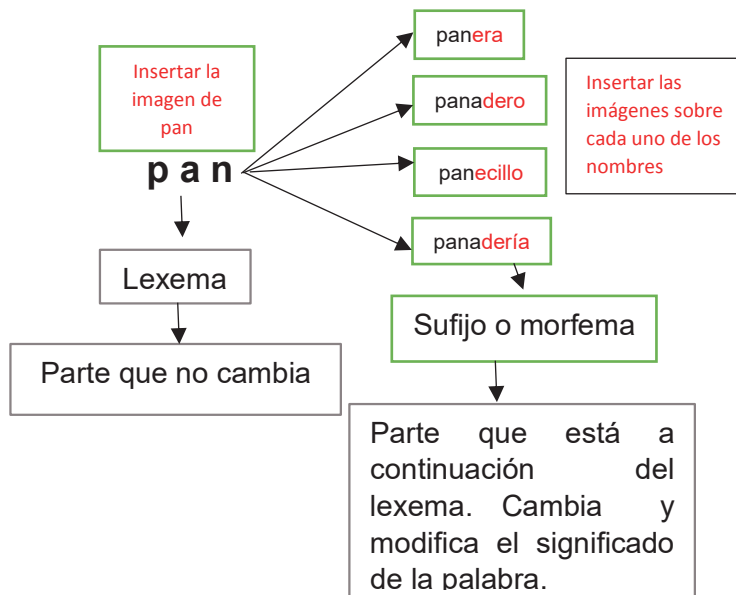 Insertar la
imagen de
pan
p a n
panera
panadero
panecillo
panadería
Insertar las
imágenes sobre
cada uno de los
nombres
Lexema
Parte que no cambia
Sufijo o morfema
Parte que está a
continuación del
lexema. Cambia y
modifica el significado
de la palabra.